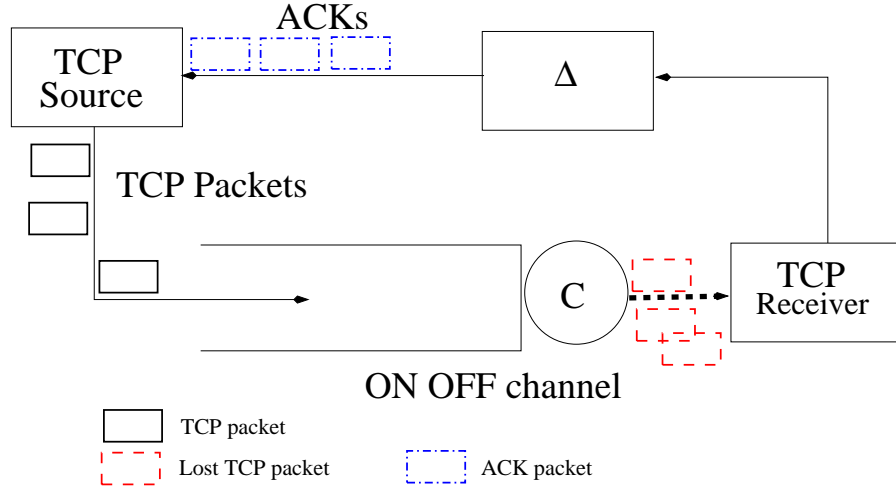 ACKs
TCP
Source
Δ
TCP Packets
C
TCP
Receiver
ON OFF channel
TCP packet
Lost TCP packet
ACK packet